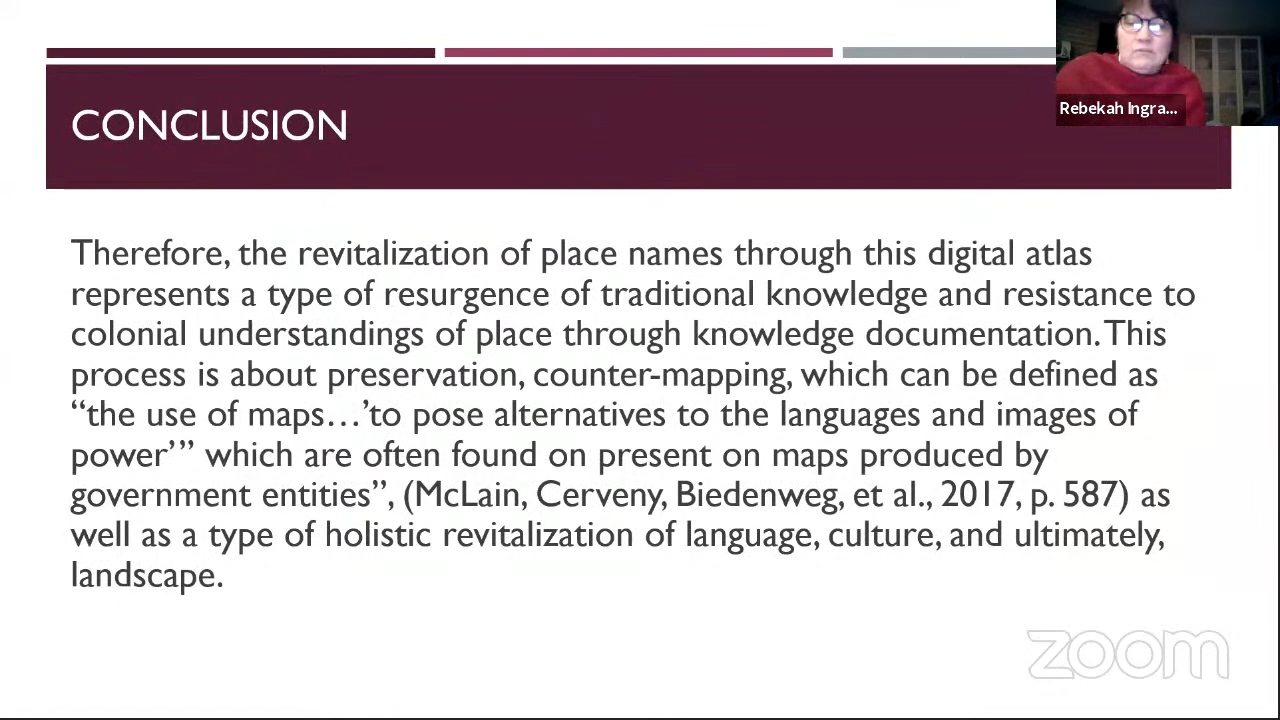 Rebekah Ingra...
CONCLUSION
Therefore, the revitalization of place names through this digital atlas
represents a type of resurgence of traditional knowledge and resistance to
colonial understandings of place through knowledge documentation. This
process is about preservation, counter-mapping, which can be defined as
“the use of maps…’to pose alternatives to the languages and images of
power’” which are often found on present on maps produced by
government entities”, (McLain, Cerveny, Biedenweg, et al., 2017, p. 587) as
well as a type of holistic revitalization of language, culture, and ultimately,
landscape.
zoom